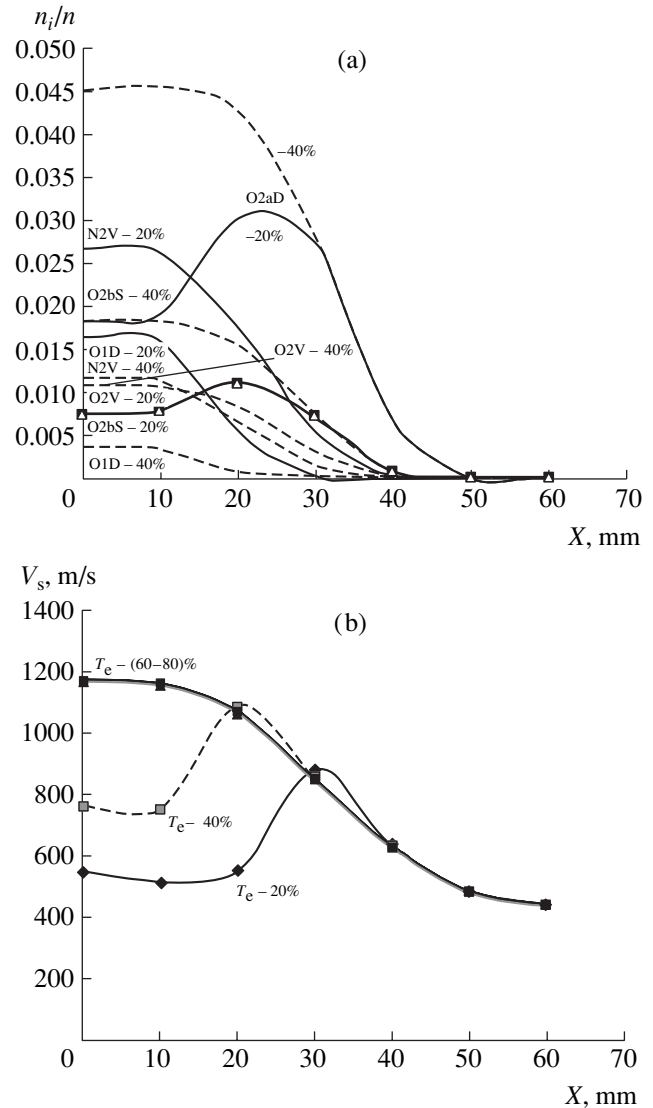 n_i/n
(a)
0.050
0.045
0.040
–40%
0.035
O2aD
0.030
N2V – 20%
–20%
0.025
O2bS – 40%
0.020
0.015
O1D – 20%
O2V – 40%
N2V – 40%
0.010
O2V – 20%
0.005
O2bS – 20%
O1D – 40%
0 10 20 30 40 50 60 70
X, mm
V_s, m/s
1400
(b)
T_e – (60–80)%
1200
1000
800
T_e – 40%
600
T_e – 20%
400
200
0 10 20 30 40 50 60 70
X, mm